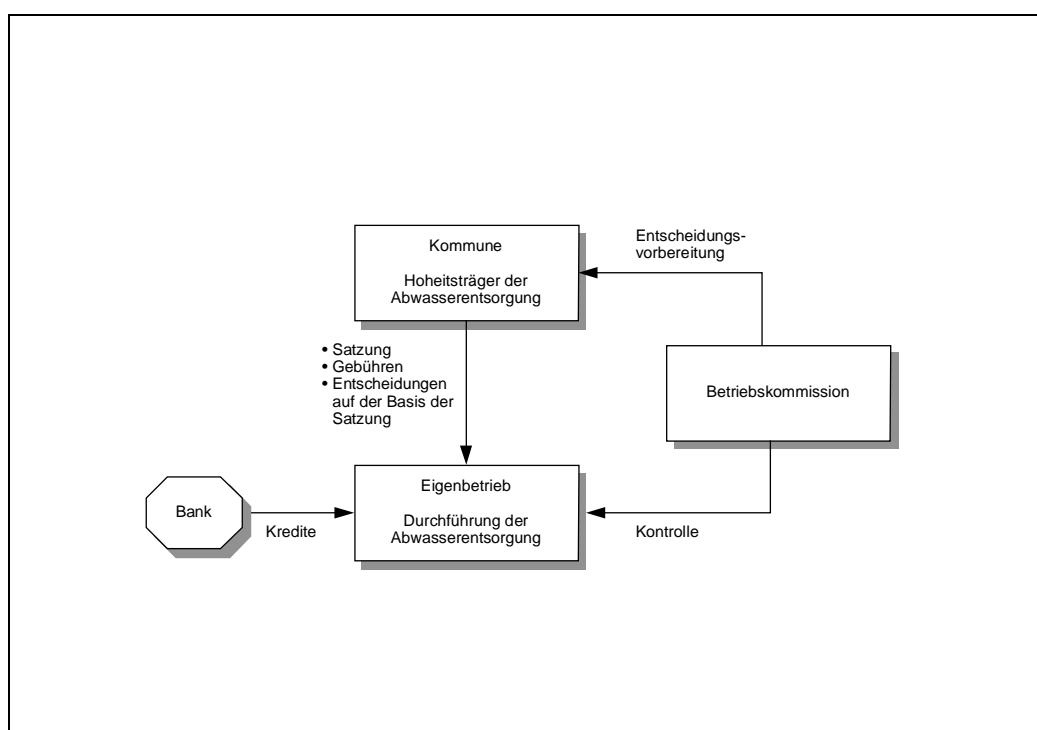 Kommune
Hoheitsträger der
Abwasserentsorgung
Entscheidungs-
vorbereitung
• Satzung
• Gebühren
• Entscheidungen
auf der Basis der
Satzung
Betriebskommission
Eigenbetrieb
Durchführung der
Abwasserentsorgung
Bank
Kredite
Kontrolle